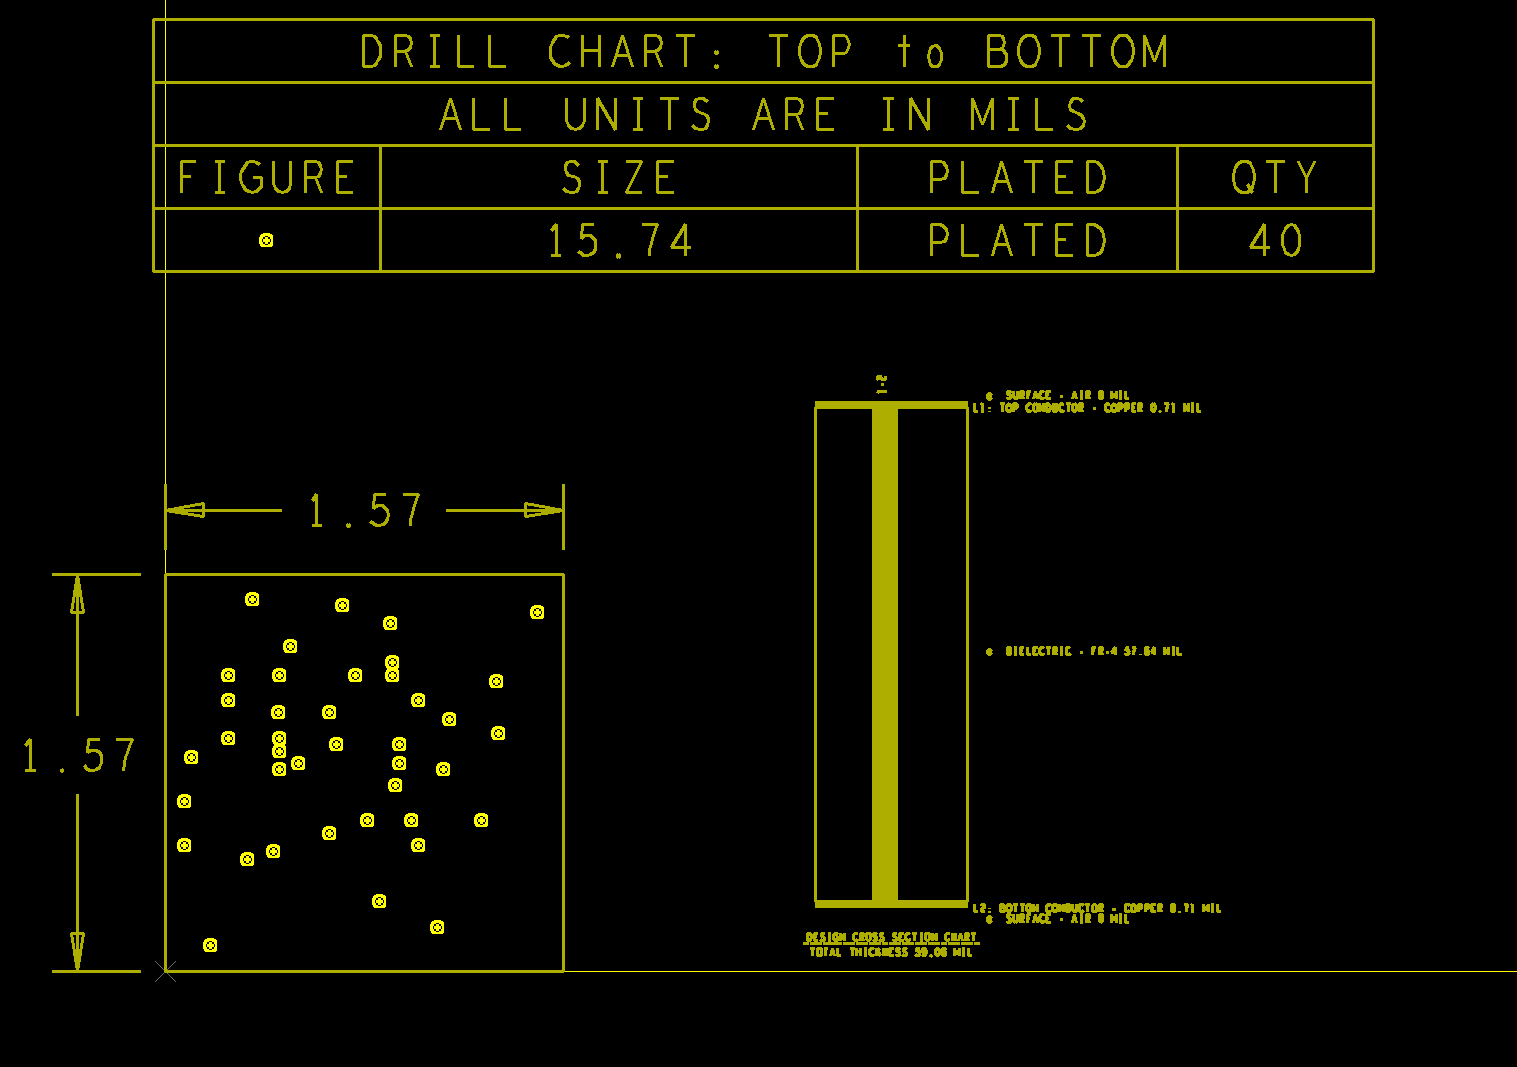 DRILL CHART: TOP to BOTTOM
ALL UNITS ARE IN MILS
FIGURE SIZE PLATED QTY
15.74 PLATED 40
SURFACE - AIR 0 MIL
L1: TOP CONDUCTOR - COPPER 0.71 MIL
1.57
DIELECTRIC - FR-4 57.64 MIL
1.57
L2: BOTTOM CONDUCTOR - COPPER 0.71 MIL
SURFACE - AIR 0 MIL
DESIGN CROSS SECTION CHART
TOTAL THICKNESS 59.06 MIL